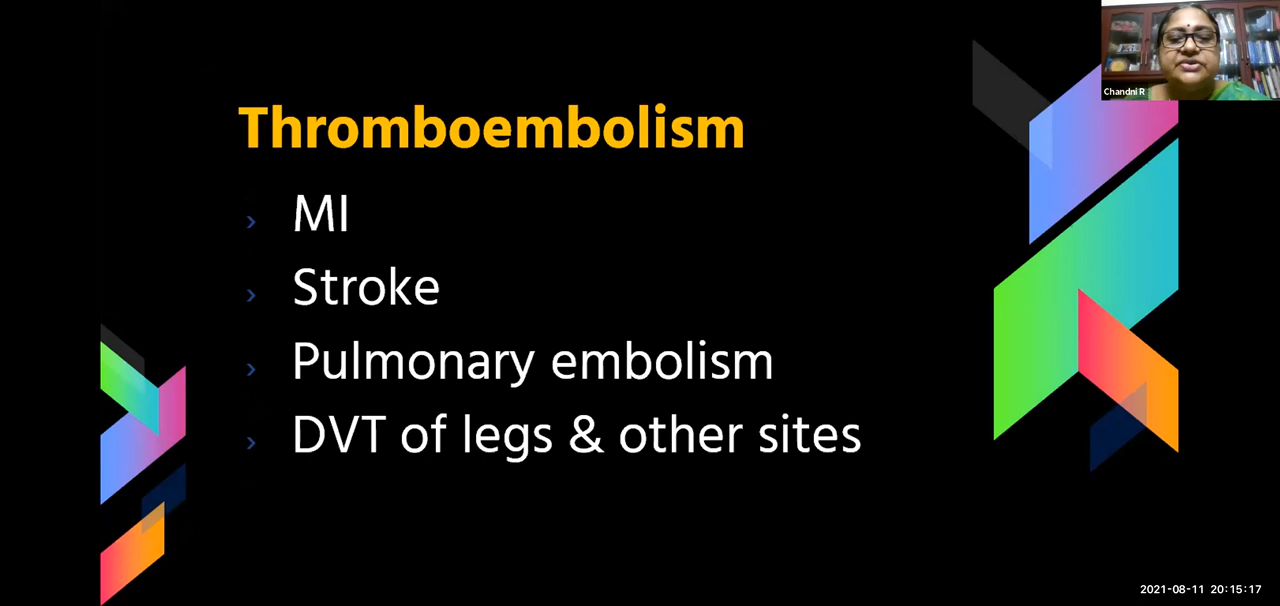 Chandni R
Thromboembolism
› MI
› Stroke
› Pulmonary embolism
› DVT of legs & other sites
2021-08-11 20:15:17